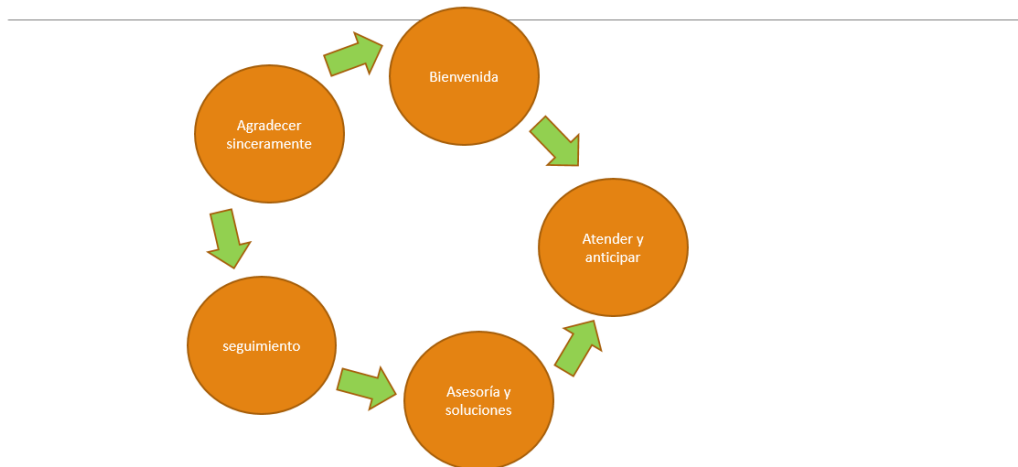 Bienvenida
Agradecer
sinceramente
Atender y
anticipar
seguimiento
Asesoría y
soluciones